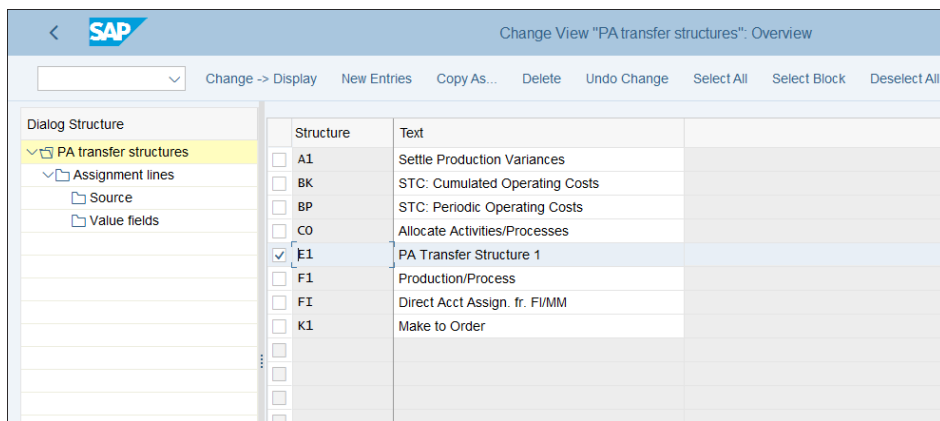 SAP Change View "PA transfer structures": Overview
Change -> Display New Entries Copy As... Delete Undo Change Select All Select Block Deselect All
Dialog Structure
PA transfer structures
Assignment lines
Source
Value fields
Structure Text
A1 Settle Production Variances
BK STC: Cumulated Operating Costs
BP STC: Periodic Operating Costs
CO Allocate Activities/Processes
E1 PA Transfer Structure 1
F1 Production/Process
FI Direct Acct Assign. fr. FI/MM
K1 Make to Order